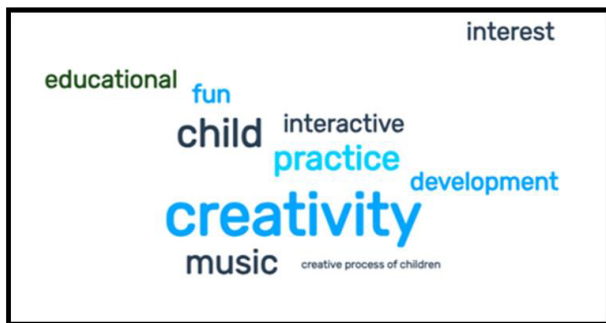 interest
educational
fun
child interactive
practice
development
creativity
music creative process of children